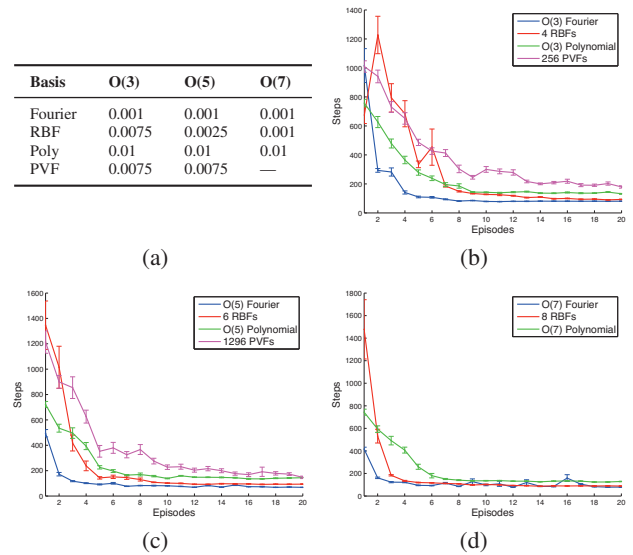 Basis O(3) O(5) O(7)
Fourier 0.001 0.001 0.001
RBF 0.0075 0.0025 0.001
Poly 0.01 0.01 0.01
PVF 0.0075 0.0075 —
(a)
1400
1200
1000
800
600
400
200
0
Steps
2 4 6 8 10 12 14 16 18 20
Episodes
O(3) Fourier
4 RBFs
O(3) Polynomial
256 PVFs
(b)
1600
1400
1200
1000
800
600
400
200
0
Steps
2 4 6 8 10 12 14 16 18 20
Episodes
O(5) Fourier
6 RBFs
O(5) Polynomial
1296 PVFs
(c)
1800
1600
1400
1200
1000
800
600
400
200
0
Steps
2 4 6 8 10 12 14 16 18 20
Episodes
O(7) Fourier
8 RBFs
O(7) Polynomial
(d)